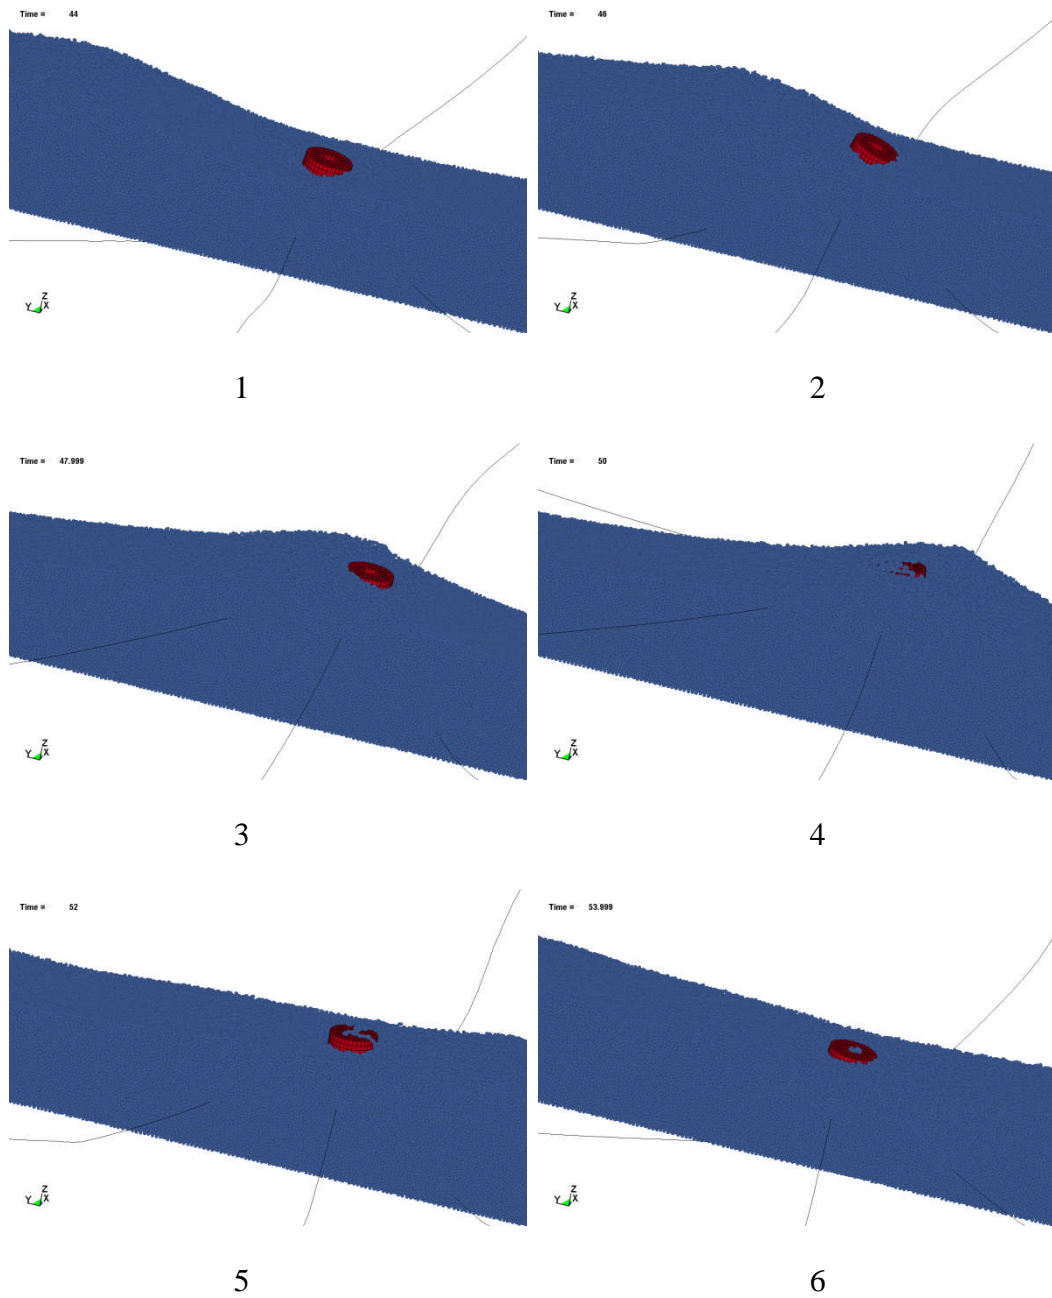 Time = 44
Z
Y X
1
Time = 46
Z
Y X
2
Time = 47.999
Z
Y X
3
Time = 50
Z
Y X
4
Time = 52
Z
Y X
5
Time = 53.999
Z
Y X
6